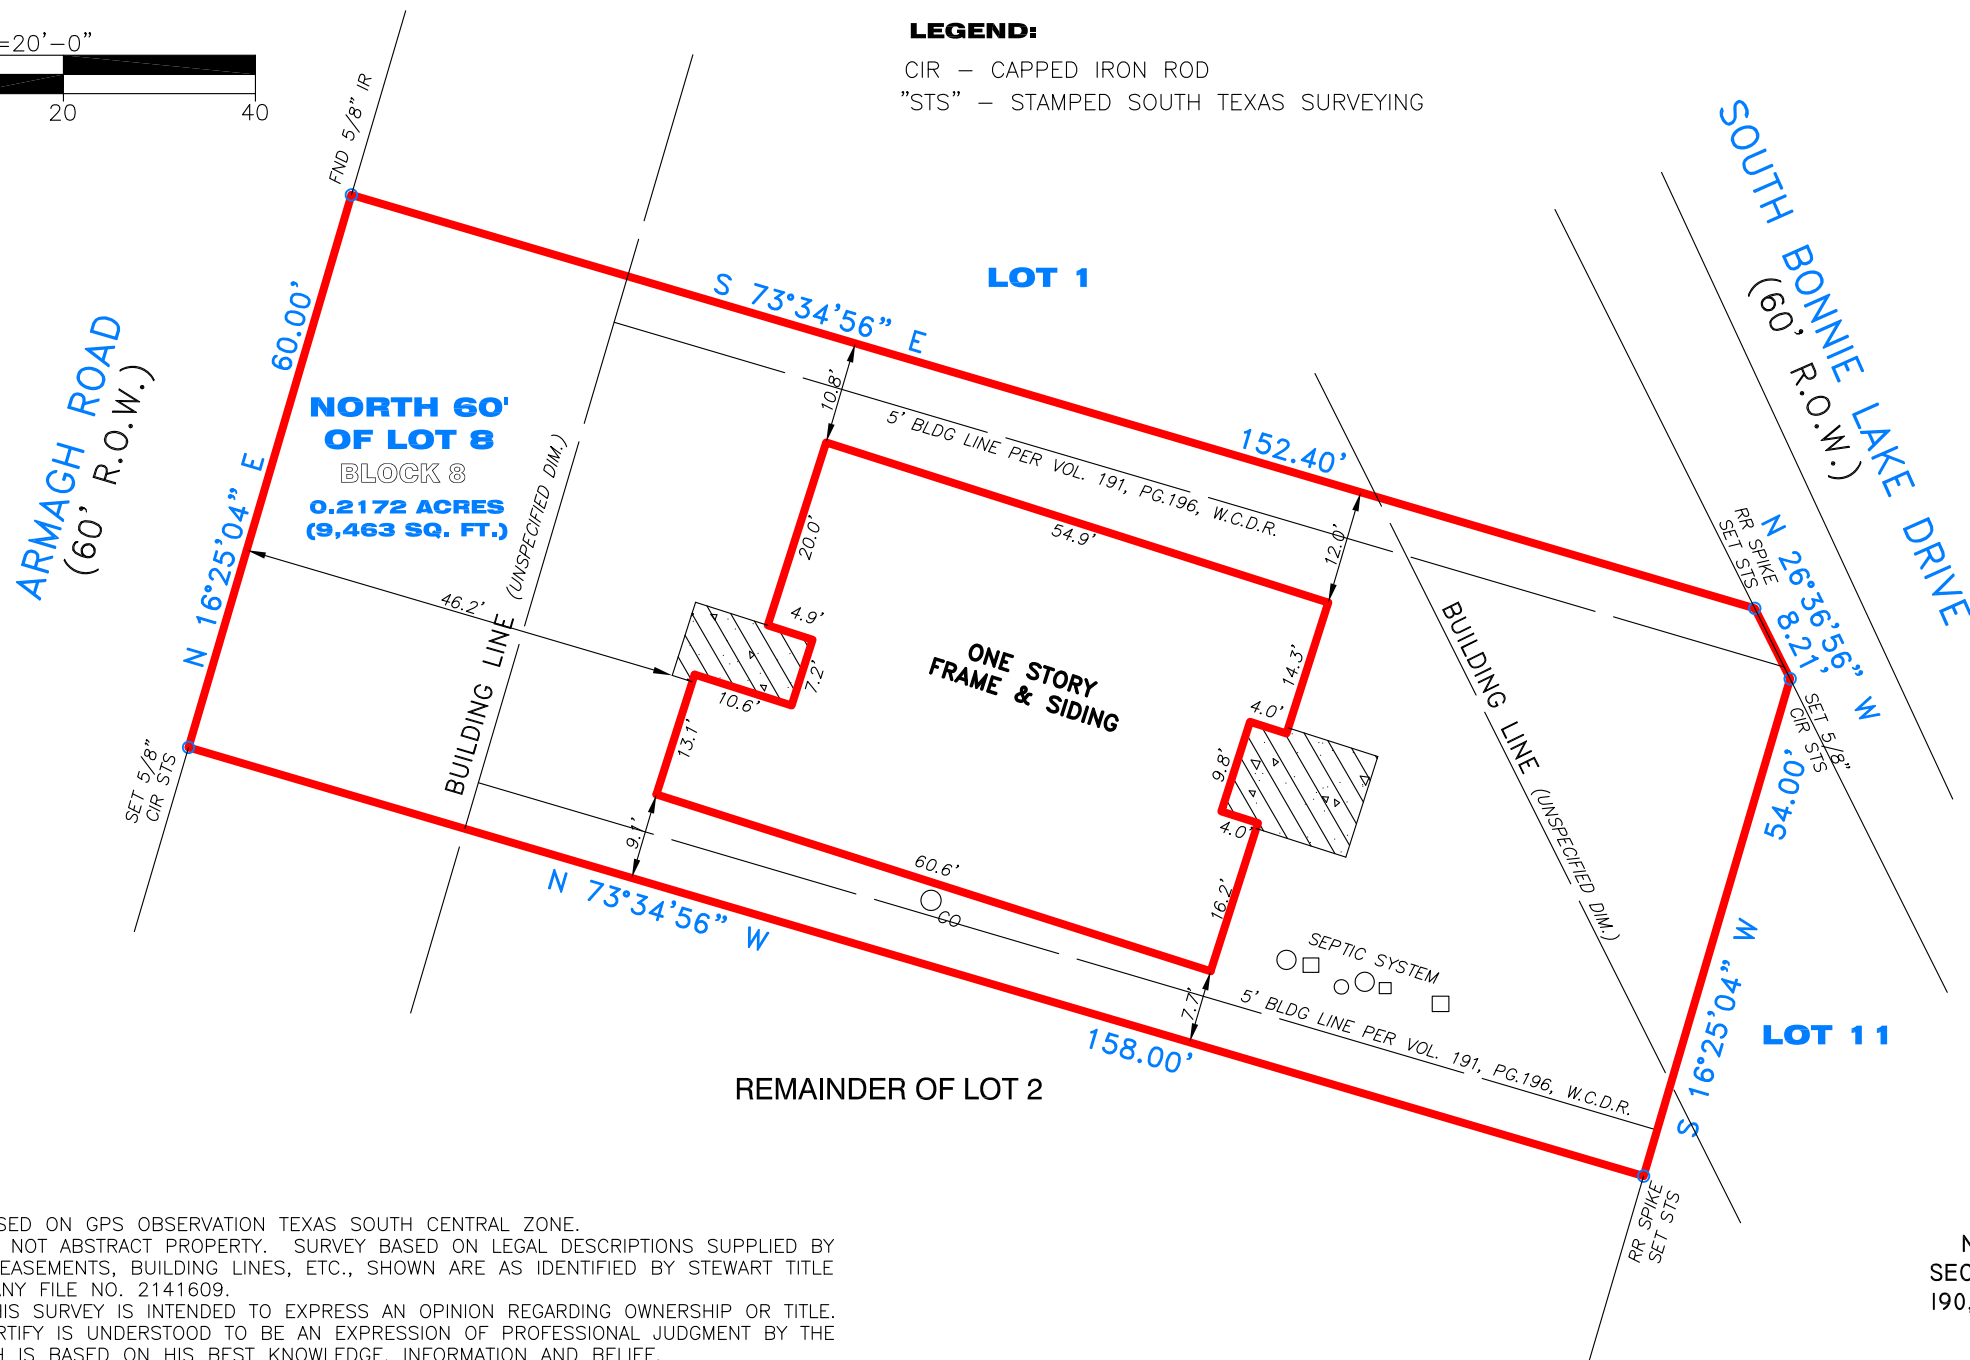 =20'-0"
20
40
LEGEND:
CIR - CAPPED IRON ROD
"STS" - STAMPED SOUTH TEXAS SURVEYING
FND 5/8" IR
SOUTH BONNIE LAKE DRIVE
(60' R.O.W.)
LOT 1
S 73°34'56" E
152.40'
ARMAGH ROAD
(60' R.O.W.)
60.00'
N 16°25'04" E
NORTH 60'
OF LOT 8
BLOCK 8
0.2172 ACRES
(9,463 SQ. FT.)
BUILDING LINE (UNSPECIFIED DIM.)
46.2'
10.8'
5' BLDG LINE PER VOL. 191, PG.196, W.C.D.R.
12.0'
20.0'
54.9'
4.9'
7.2'
10.6'
13.1'
ONE STORY
FRAME & SIDING
14.3'
4.0'
9.8'
4.0'
16.2'
60.6'
9.1'
7.7'
CO
SEPTIC SYSTEM
BUILDING LINE (UNSPECIFIED DIM.)
RR SPIKE
SET STS
N 26°36'56" W
8.21'
SET 5/8"
CIR STS
54.00'
S 16°25'04" W
LOT 11
SET 5/8"
CIR STS
N 73°34'56" W
158.00'
5' BLDG LINE PER VOL. 191, PG.196, W.C.D.R.
REMAINDER OF LOT 2
RR SPIKE
SET STS
SED ON GPS OBSERVATION TEXAS SOUTH CENTRAL ZONE.
NOT ABSTRACT PROPERTY. SURVEY BASED ON LEGAL DESCRIPTIONS SUPPLIED BY
EASEMENTS, BUILDING LINES, ETC., SHOWN ARE AS IDENTIFIED BY STEWART TITLE
ANY FILE NO. 2141609.
HIS SURVEY IS INTENDED TO EXPRESS AN OPINION REGARDING OWNERSHIP OR TITLE.
RTIFY IS UNDERSTOOD TO BE AN EXPRESSION OF PROFESSIONAL JUDGMENT BY THE
H IS BASED ON HIS BEST KNOWLEDGE, INFORMATION AND BELIEF.
N
SEC
190,